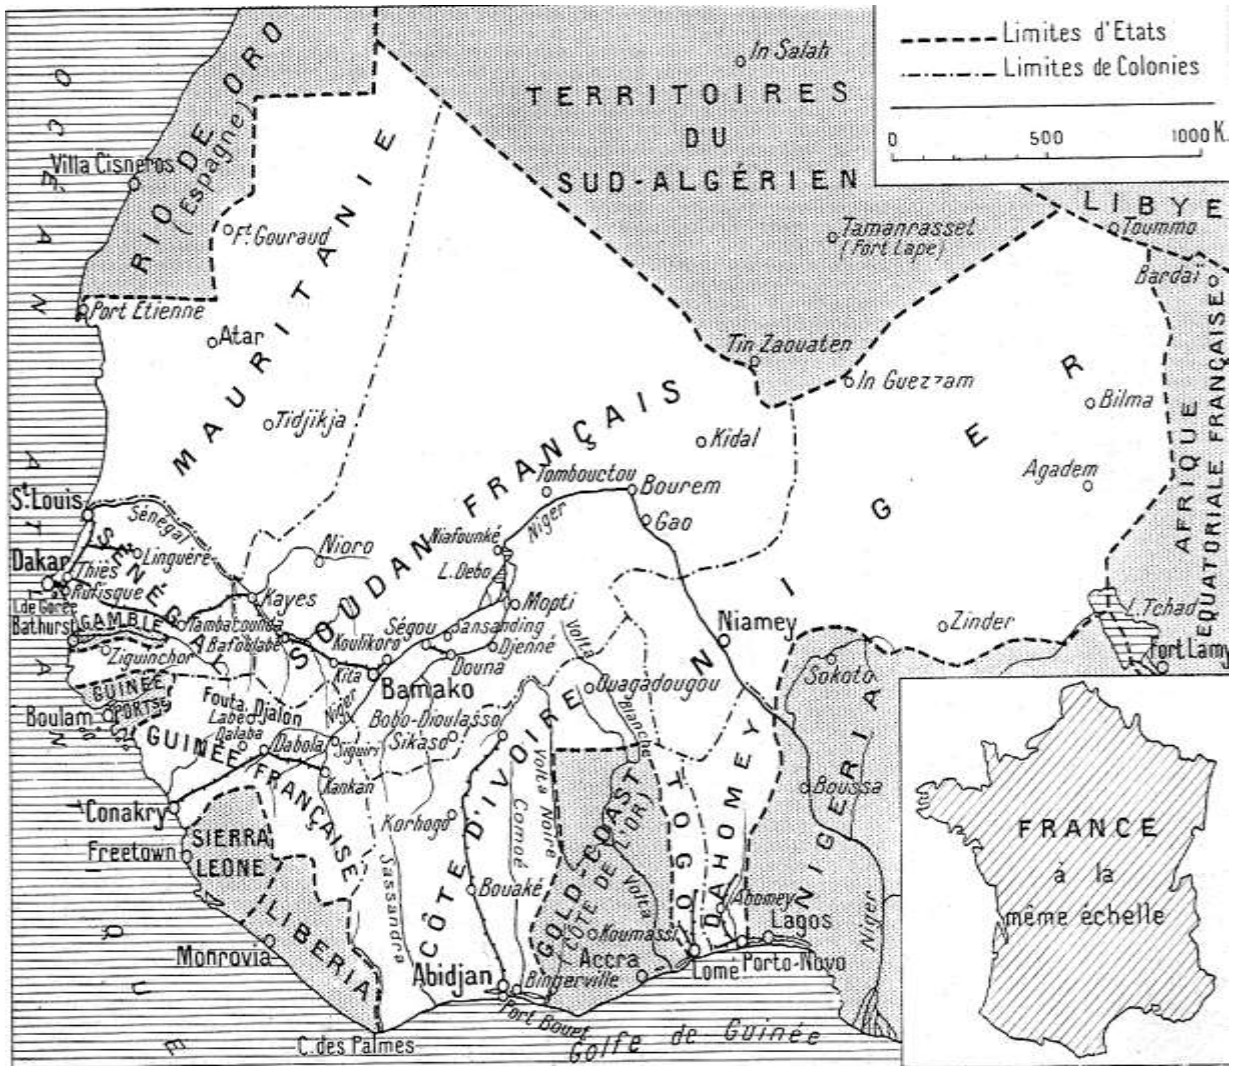 Limites d'Etats
Limites de Colonies
0 500 1000 K.
OCÉAN ATLANTIQUE
RIO DE ORO
(Espagne)
In Salah
TERRITOIRES
DU
SUD-ALGÉRIEN
Villa Cisneros
Ft. Gouraud
Tamanrasset
(Fort Lape)
LIBYE
Toummo
Bardaï
Port Etienne
Atar
MAURITANIE
Tin Zaouaten
In Guezzam
Tidjikja
Kidal
Bilma
Agadem
AFRIQUE
EQUATORIALE FRANÇAISE
St. Louis
Sénégal
Tombouctou
Bourem
Niger
Gao
NIGER
Dakar
Thiès
Rufisque
I. de Gorée
Linguère
SÉNÉGAL
Nioro
SOUDAN FRANÇAIS
Niafounké
L. Debo
Kayes
Mopti
Bathurst
GAMBIE
Tambacounda
Bafoulabé
Koulikoro
Ségou
Sansanding
Djenné
Volta
Niamey
Zinder
L. Tchad
Fort Lamy
Ziguinchor
Kita
Bamako
Douna
Ouagadougou
Sokoto
GUINÉE
PORTSE
Boulam
Fouta Djalon
Labé
Dalaba
Niger
Bobo-Dioulasso
Sikaso
Blanche
GUINÉE FRANÇAISE
Dabola
Siguiri
Kankan
Boussa
Conakry
Freetown
SIERRA
LEONE
Korhogo
CÔTE D'IVOIRE
Volta Noire
Comoé
GOLD-COAST
(CÔTE DE L'OR)
TOGO
DAHOMEY
NIGERIA
Sassandra
Bouaké
Volta
Abomey
Lagos
Niger
LIBERIA
Monrovia
Koumassi
Accra
Lomé
Porto-Novo
Abidjan
Bingerville
Port Bouet
C. des Palmes
Golfe de Guinée
FRANCE
à la
même échelle